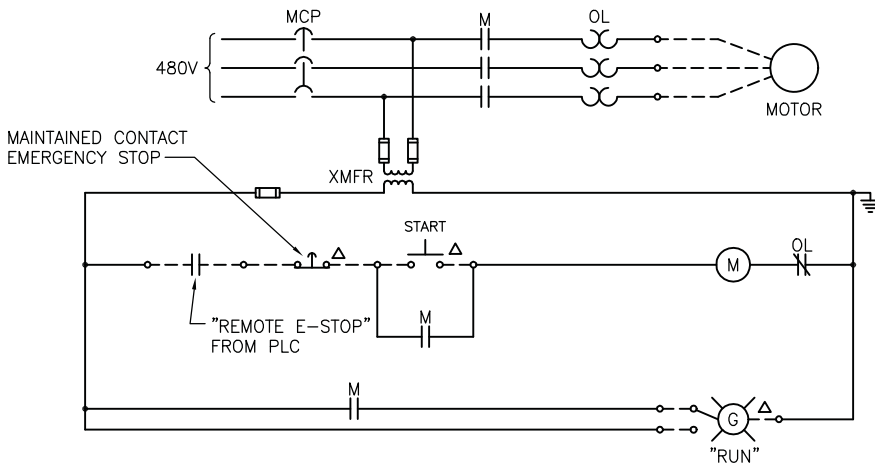 MCP
M
OL
480V
MOTOR
MAINTAINED CONTACT
EMERGENCY STOP
XMFR
START
OL
M
M
"REMOTE E-STOP"
FROM PLC
M
G
"RUN"